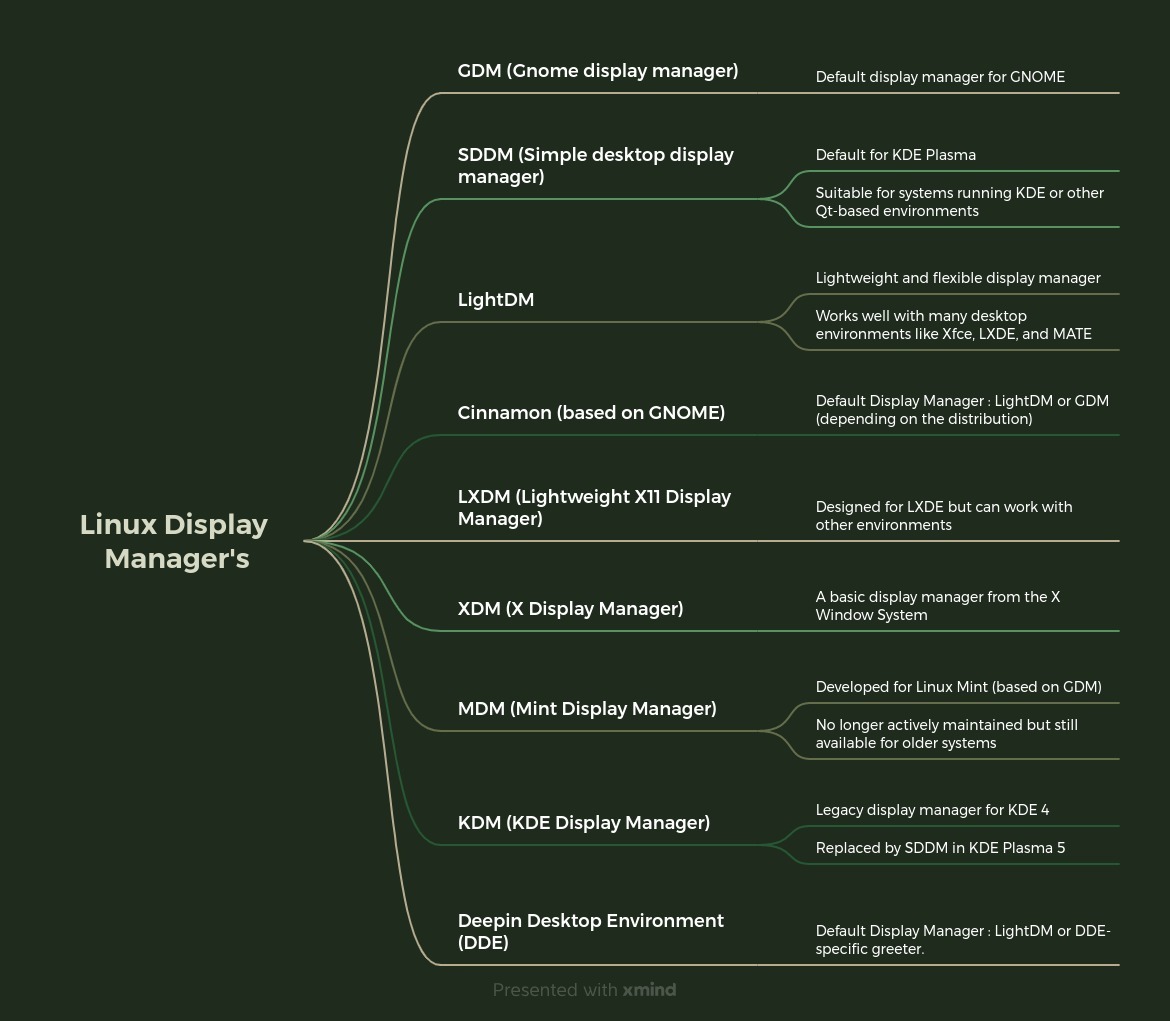 Linux Display
Manager's
GDM (Gnome display manager)
Default display manager for GNOME
SDDM (Simple desktop display
manager)
Default for KDE Plasma
Suitable for systems running KDE or other
Qt-based environments
LightDM
Lightweight and flexible display manager
Works well with many desktop
environments like Xfce, LXDE, and MATE
Cinnamon (based on GNOME)
Default Display Manager : LightDM or GDM
(depending on the distribution)
LXDM (Lightweight X11 Display
Manager)
Designed for LXDE but can work with
other environments
XDM (X Display Manager)
A basic display manager from the X
Window System
MDM (Mint Display Manager)
Developed for Linux Mint (based on GDM)
No longer actively maintained but still
available for older systems
KDM (KDE Display Manager)
Legacy display manager for KDE 4
Replaced by SDDM in KDE Plasma 5
Deepin Desktop Environment
(DDE)
Default Display Manager : LightDM or DDE-
specific greeter.
Presented with xmind